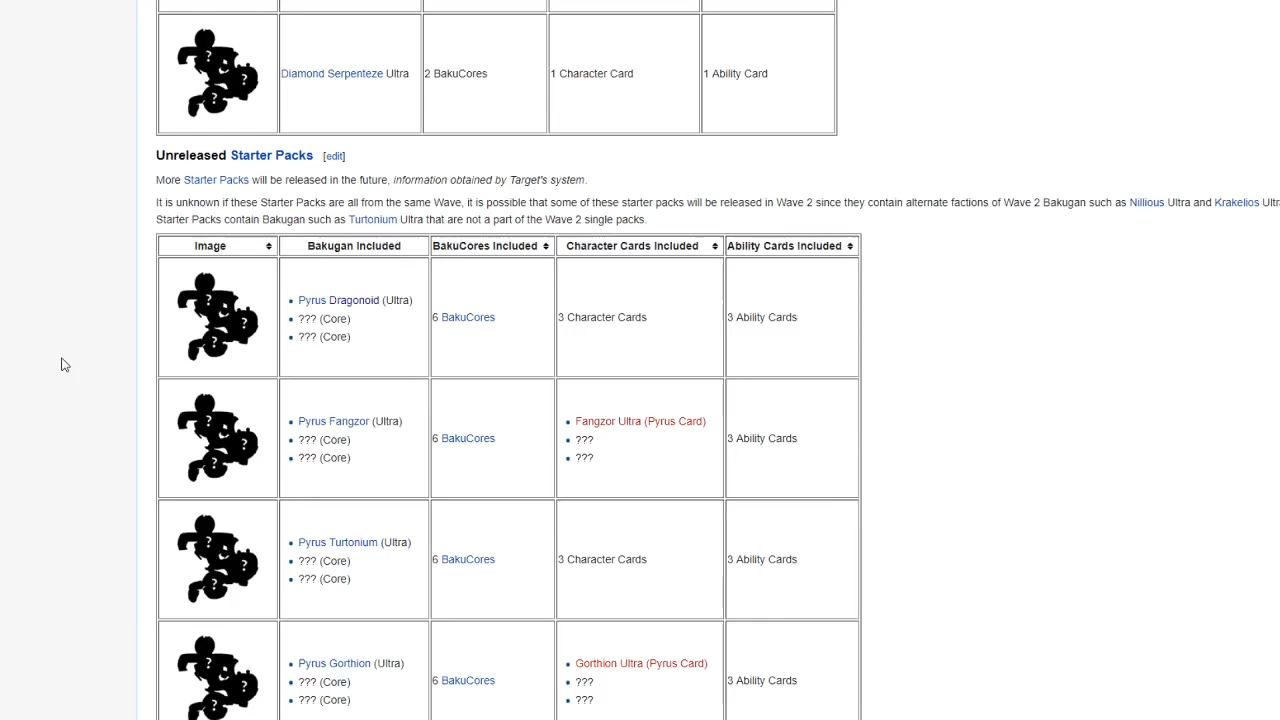 Diamond Serpenteze Ultra 2 BakuCores 1 Character Card 1 Ability Card
Unreleased Starter Packs [edit]
More Starter Packs will be released in the future, information obtained by Target's system.
It is unknown if these Starter Packs are all from the same Wave, it is possible that some of these starter packs will be released in Wave 2 since they contain alternate factions of Wave 2 Bakugan such as Nillious Ultra and Krakelios Ultr
Starter Packs contain Bakugan such as Turtonium Ultra that are not a part of the Wave 2 single packs.
Image Bakugan Included BakuCores Included Character Cards Included Ability Cards Included
Pyrus Dragonoid (Ultra)
??? (Core)
??? (Core)
6 BakuCores
3 Character Cards
3 Ability Cards
Pyrus Fangzor (Ultra)
??? (Core)
??? (Core)
6 BakuCores
Fangzor Ultra (Pyrus Card)
???
???
3 Ability Cards
Pyrus Turtonium (Ultra)
??? (Core)
??? (Core)
6 BakuCores
3 Character Cards
3 Ability Cards
Pyrus Gorthion (Ultra)
??? (Core)
??? (Core)
6 BakuCores
Gorthion Ultra (Pyrus Card)
???
???
3 Ability Cards